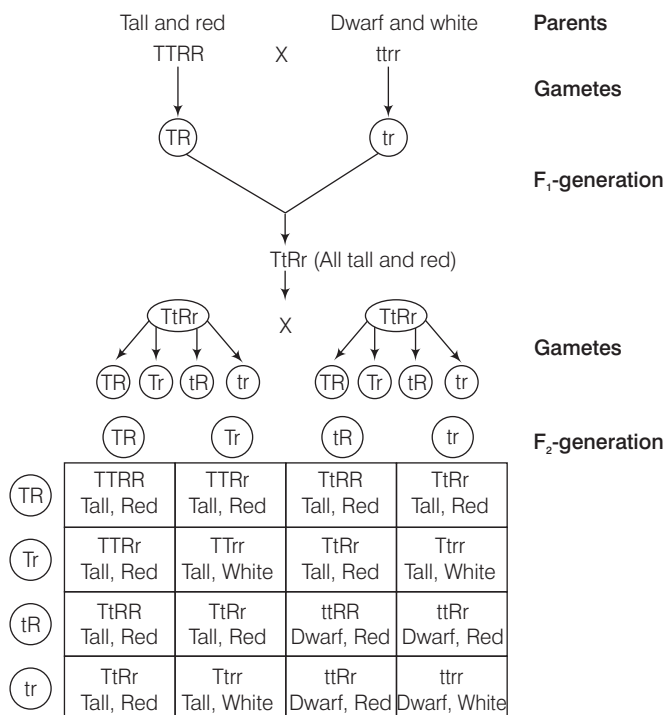 Tall and red Dwarf and white Parents
TTRR X ttrr
Gametes
TR tr
F₁-generation
TtRr (All tall and red)
TtRr X TtRr
Gametes
TR Tr tR tr TR Tr tR tr
TR Tr tR tr F₂-generation
TR TTRR TTRr TtRR TtRr
Tall, Red Tall, Red Tall, Red Tall, Red
Tr TTRr TTrr TtRr Ttrr
Tall, Red Tall, White Tall, Red Tall, White
tR TtRR TtRr ttRR ttRr
Tall, Red Tall, Red Dwarf, Red Dwarf, Red
tr TtRr Ttrr ttRr ttrr
Tall, Red Tall, White Dwarf, Red Dwarf, White